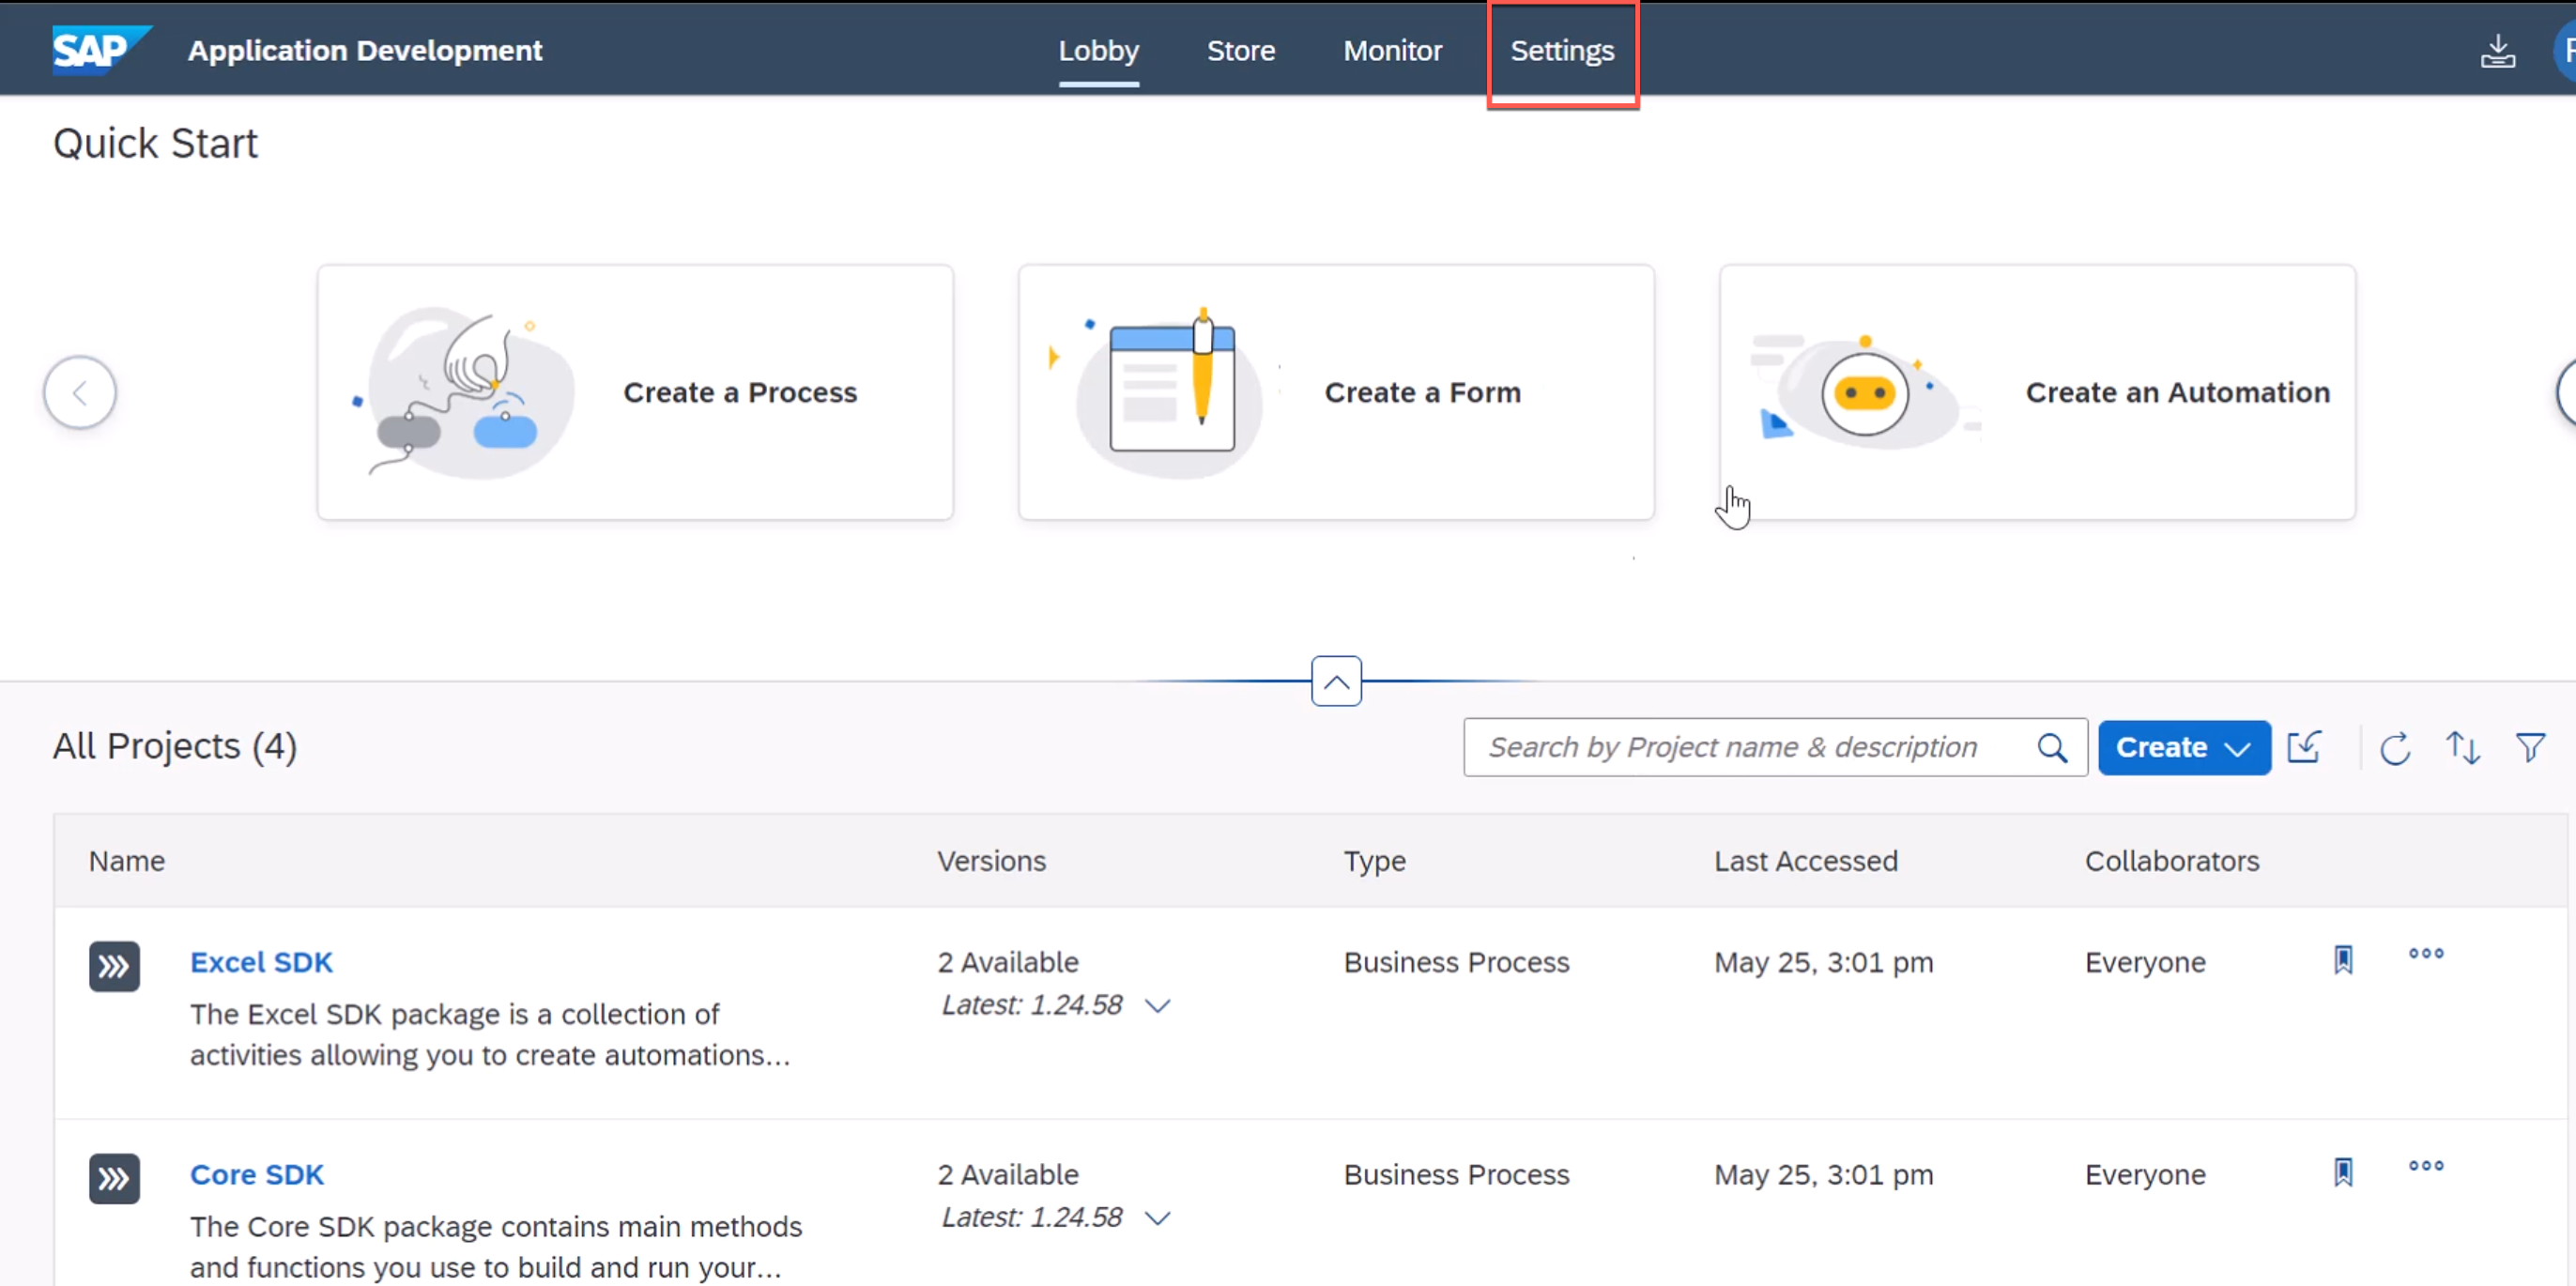 SAP Application Development Lobby Store Monitor Settings
Quick Start
Create a Process Create a Form Create an Automation
All Projects (4) Search by Project name & description Create
Name Versions Type Last Accessed Collaborators
Excel SDK 2 Available Business Process May 25, 3:01 pm Everyone
Latest: 1.24.58
The Excel SDK package is a collection of
activities allowing you to create automations...
Core SDK 2 Available Business Process May 25, 3:01 pm Everyone
Latest: 1.24.58
The Core SDK package contains main methods
and functions you use to build and run your...